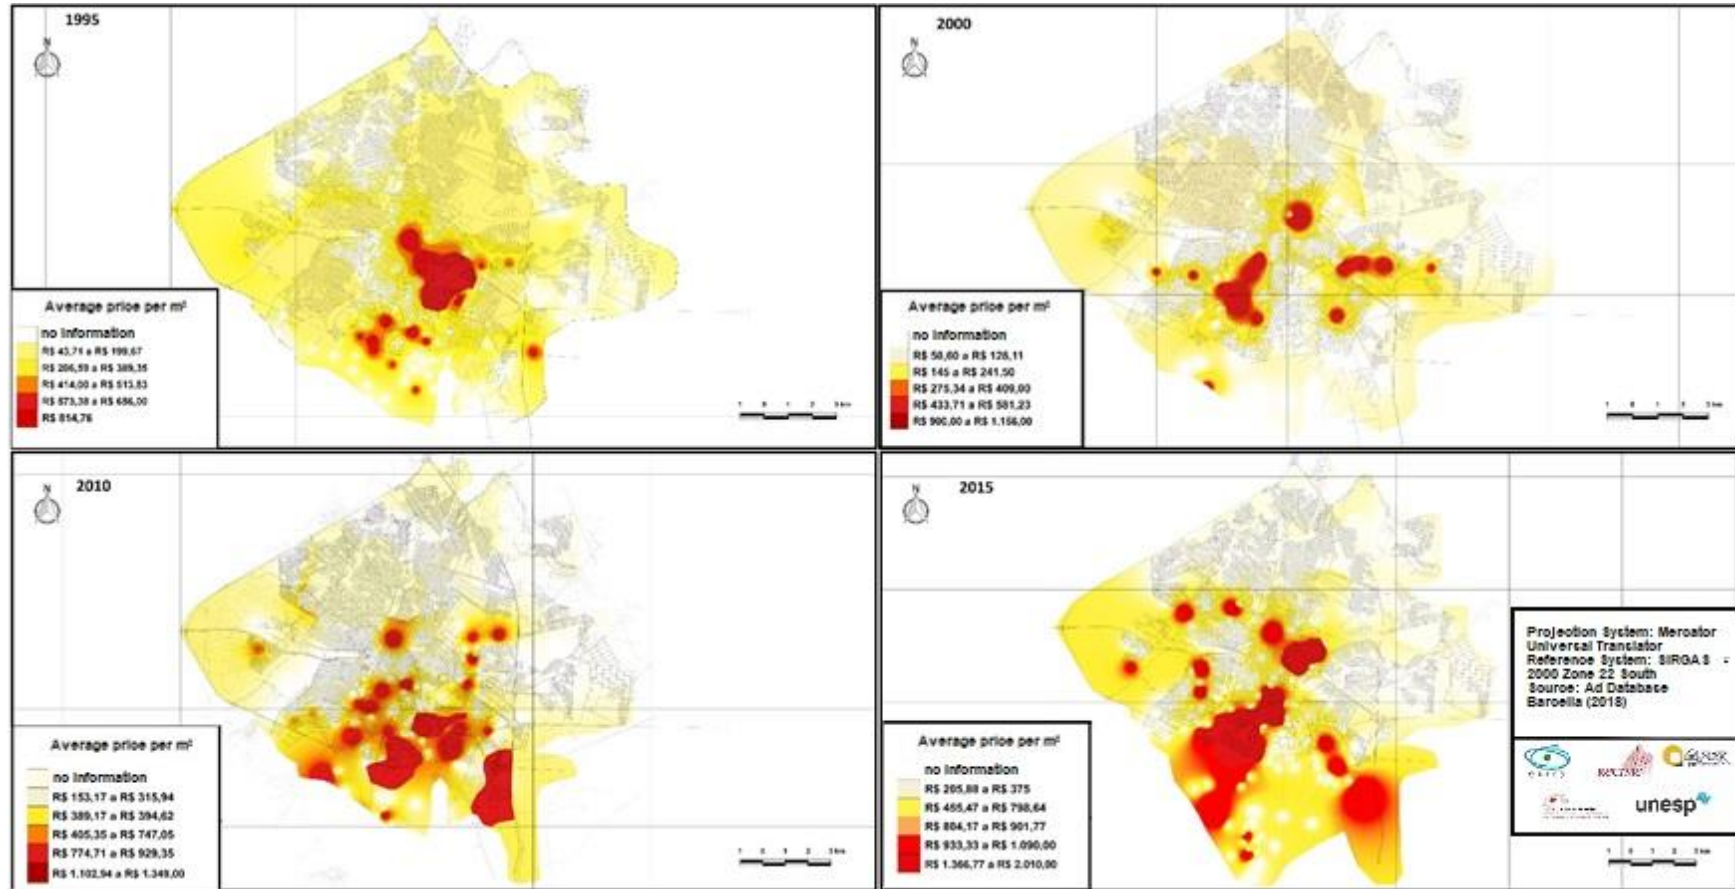 1995
N
Average price per m²
no Information
R$ 43,71 a R$ 199,67
R$ 206,59 a R$ 389,35
R$ 414,00 a R$ 513,83
R$ 573,38 a R$ 686,00
R$ 814,76
2000
N
Average price per m²
no Information
R$ 58,60 a R$ 128,11
R$ 145 a R$ 241,50
R$ 275,34 a R$ 409,00
R$ 433,71 a R$ 581,23
R$ 900,00 a R$ 1.156,00
2010
N
Average price per m²
no Information
R$ 153,17 a R$ 315,94
R$ 389,17 a R$ 394,62
R$ 405,35 a R$ 747,05
R$ 774,71 a R$ 929,35
R$ 1.102,94 a R$ 1.349,00
2015
N
Average price per m²
no Information
R$ 205,88 a R$ 375
R$ 455,47 a R$ 798,64
R$ 804,17 a R$ 901,77
R$ 933,33 a R$ 1.090,00
R$ 1.366,77 a R$ 2.010,00
Projection System: Mercator
Universal Translator
Reference System: SIRGAS
2000 Zone 22 South
Source: Ad Database
Barcella (2018)
unesp